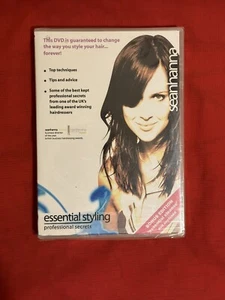 This DVD is guaranteed to change
the way you style your hair...
forever!
Top techniques
Tips and advice
Some of the best kept
professional secrets
from one of the UK's
leading award winning
hairdressers
seanhanna
essential styling
professional secrets